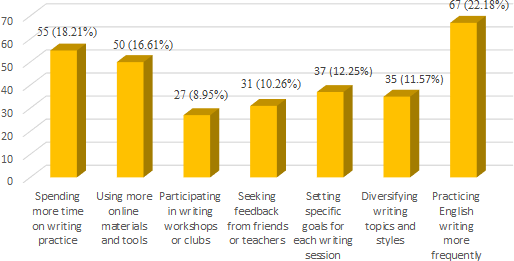 67 (22.18%)
55 (18.21%)
50 (16.61%)
37 (12.25%)
35 (11.57%)
31 (10.26%)
27 (8.95%)
70
60
50
40
30
20
10
0
Spending
more time
on writing
practice
Using more
online
materials
and tools
Participating
in writing
workshops
or clubs
Seeking
feedback
from friends
or teachers
Setting
specific
goals for
each writing
session
Diversifying
writing
topics and
styles
Practicing
English
writing
more
frequently